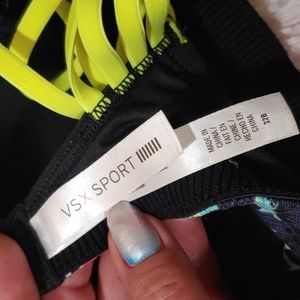 VSX SPORT
MADE IN
CHINA /
FAIT EN
CHINE /
HECHO EN
CHINA
32B